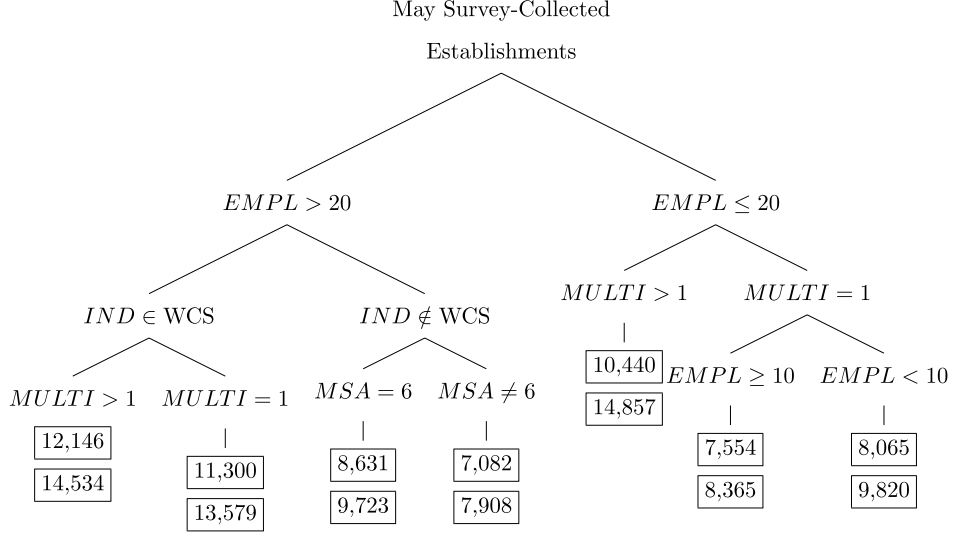 May Survey-Collected
Establishments
EMPL > 20
EMPL ≤ 20
IND ∈ WCS
IND ∉ WCS
MULTI > 1
MULTI = 1
MULTI > 1
MULTI = 1
MSA = 6
MSA ≠ 6
EMPL ≥ 10
EMPL < 10
12,146
14,534
11,300
13,579
8,631
9,723
7,082
7,908
10,440
14,857
7,554
8,365
8,065
9,820